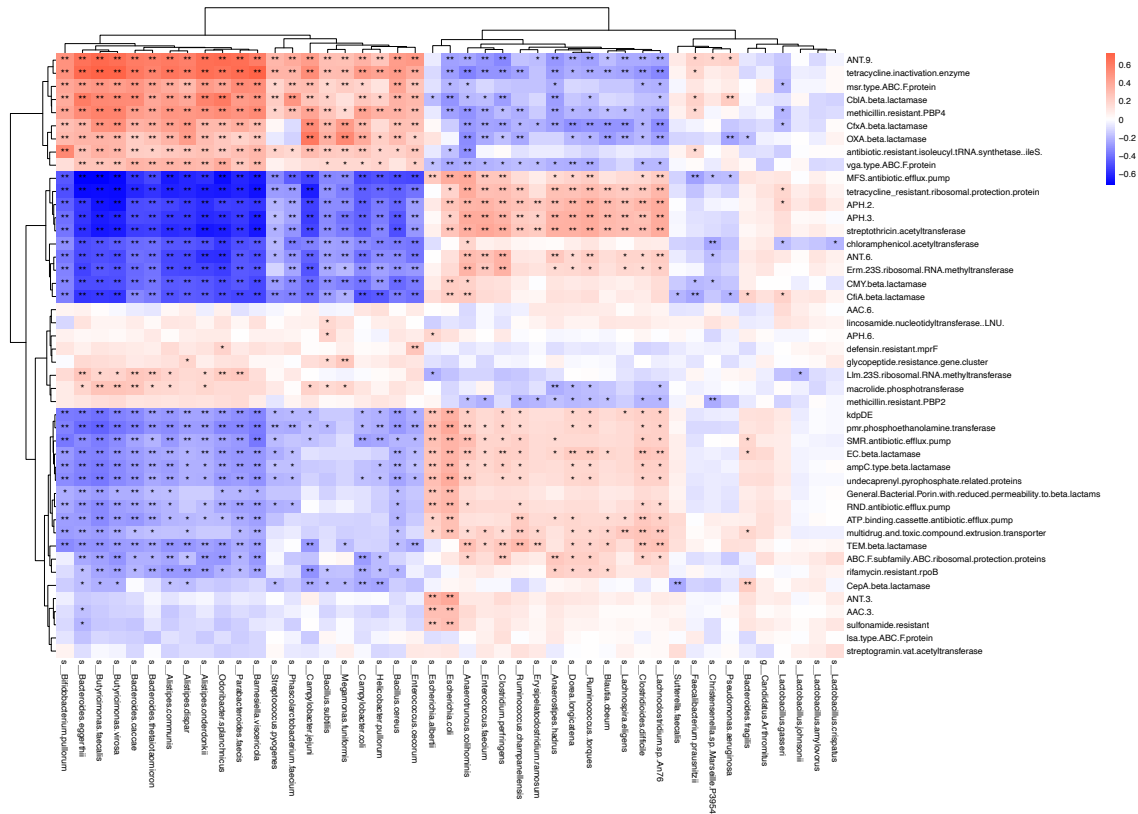 ANT.9.
tetracycline.inactivation.enzyme
msr.type.ABC.F.protein
CblA.beta.lactamase
methicillin.resistant.PBP4
CfxA.beta.lactamase
OXA.beta.lactamase
antibiotic.resistant.isoleucyl.tRNA.synthetase..ileS.
vga.type.ABC.F.protein
MFS.antibiotic.efflux.pump
tetracycline_resistant.ribosomal.protection.protein
APH.2.
APH.3.
streptothricin.acetyltransferase
chloramphenicol.acetyltransferase
ANT.6.
Erm.23S.ribosomal.RNA.methyltransferase
CMY.beta.lactamase
CfiA.beta.lactamase
AAC.6.
lincosamide.nucleotidyltransferase..LNU.
APH.6.
defensin.resistant.mprF
glycopeptide.resistance.gene.cluster
Llm.23S.ribosomal.RNA.methyltransferase
macrolide.phosphotransferase
methicillin.resistant.PBP2
kdpDE
pmr.phosphoethanolamine.transferase
SMR.antibiotic.efflux.pump
EC.beta.lactamase
ampC.type.beta.lactamase
undecaprenyl.pyrophosphate.related.proteins
General.Bacterial.Porin.with.reduced.permeability.to.beta.lactams
RND.antibiotic.efflux.pump
ATP.binding.cassette.antibiotic.efflux.pump
multidrug.and.toxic.compound.extrusion.transporter
TEM.beta.lactamase
ABC.F.subfamily.ABC.ribosomal.protection.proteins
rifamycin.resistant.rpoB
CepA.beta.lactamase
ANT.3.
AAC.3.
sulfonamide.resistant
lsa.type.ABC.F.protein
streptogramin.vat.acetyltransferase
0.6
0.4
0.2
0
−0.2
−0.4
−0.6
s__Bifidobacterium.pullorum
s__Bacteroides.eggerthii
s__Butyricimonas.faecalis
s__Butyricimonas.virosa
s__Bacteroides.caccae
s__Bacteroides.thetaiotaomicron
s__Alistipes.communis
s__Alistipes.dispar
s__Alistipes.onderdonkii
s__Odoribacter.splanchnicus
s__Parabacteroides.faecis
s__Barnesiella.viscericola
s__Streptococcus.pyogenes
s__Phascolarctobacterium.faecium
s__Campylobacter.jejuni
s__Bacillus.subtilis
s__Megamonas.funiformis
s__Campylobacter.coli
s__Helicobacter.pullorum
s__Bacillus.cereus
s__Enterococcus.cecorum
s__Escherichia.albertii
s__Escherichia.coli
s__Anaerotruncus.colihominis
s__Enterococcus.faecium
s__Clostridium.perfringens
s__Ruminococcus.champanellensis
s__Erysipelatoclostridium.ramosum
s__Anaerostipes.hadrus
s__Dorea.longicatena
s__Ruminococcus..torques
s__Blautia.obeum
s__Lachnospira.eligens
s__Clostridioides.difficile
s__Lachnoclostridium.sp..An76
s__Sutterella.faecalis
s__Faecalibacterium.prausnitzii
s__Christensenella.sp..Marseille.P3954
s__Pseudomonas.aeruginosa
s__Bacteroides.fragilis
g__Candidatus.Arthromitus
s__Lactobacillus.gasseri
s__Lactobacillus.johnsonii
s__Lactobacillus.amylovorus
s__Lactobacillus.crispatus